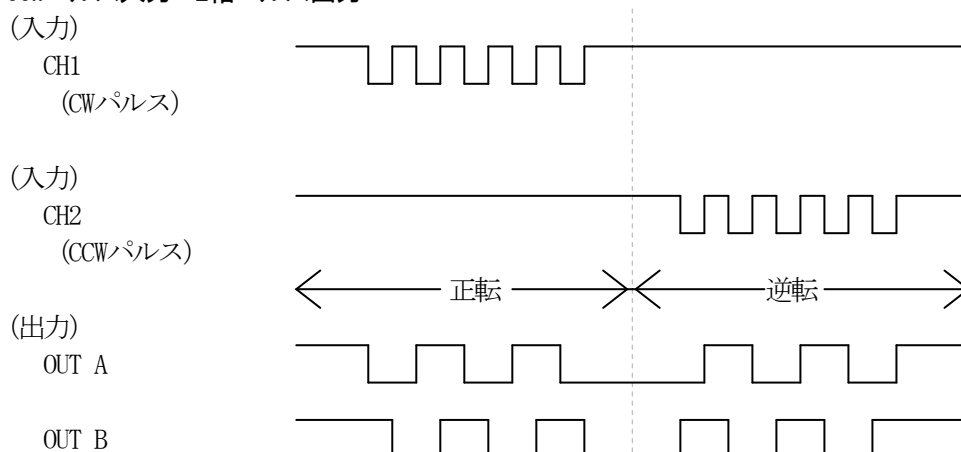 (入力)
CH1
(CWパルス)
(入力)
CH2
(CCWパルス)
正転
逆転
(出力)
OUT A
OUT B